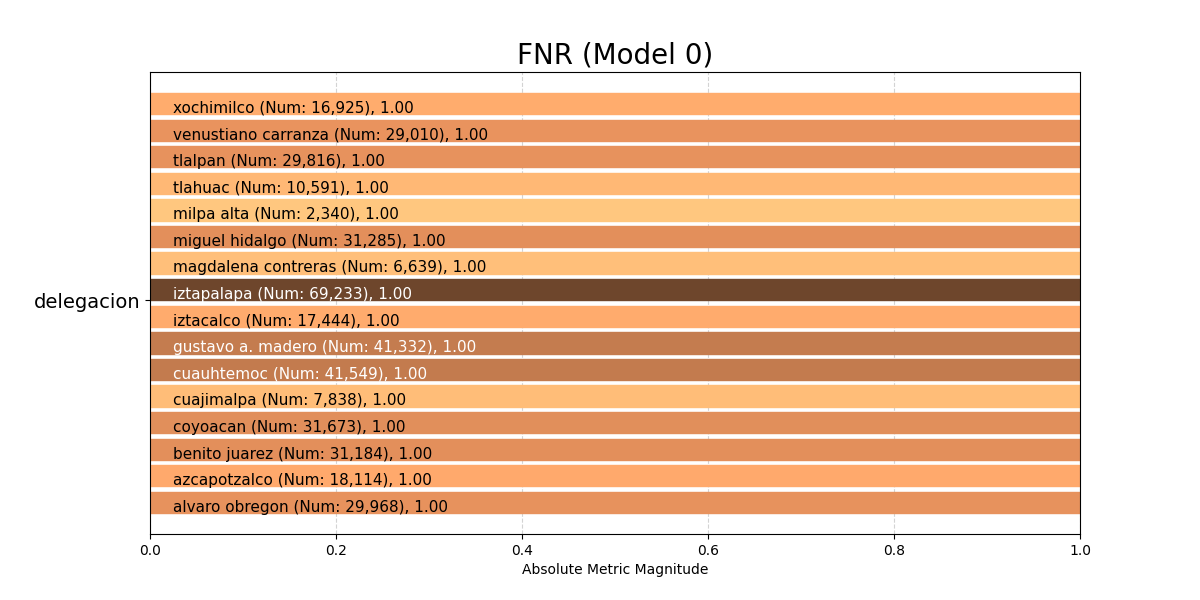 FNR (Model 0)
xochimilco (Num: 16,925), 1.00
venustiano carranza (Num: 29,010), 1.00
tlalpan (Num: 29,816), 1.00
tlahuac (Num: 10,591), 1.00
milpa alta (Num: 2,340), 1.00
miguel hidalgo (Num: 31,285), 1.00
magdalena contreras (Num: 6,639), 1.00
iztapalapa (Num: 69,233), 1.00
delegacion
iztacalco (Num: 17,444), 1.00
gustavo a. madero (Num: 41,332), 1.00
cuauhtemoc (Num: 41,549), 1.00
cuajimalpa (Num: 7,838), 1.00
coyoacan (Num: 31,673), 1.00
benito juarez (Num: 31,184), 1.00
azcapotzalco (Num: 18,114), 1.00
alvaro obregon (Num: 29,968), 1.00
0.0 0.2 0.4 0.6 0.8 1.0
Absolute Metric Magnitude